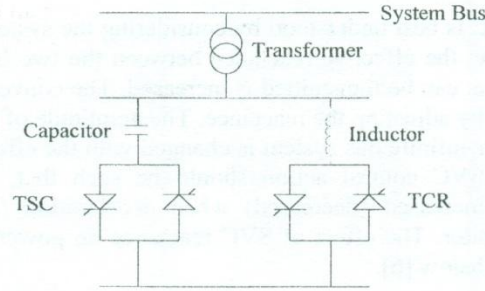 System Bus
Transformer
Capacitor
Inductor
TSC
TCR